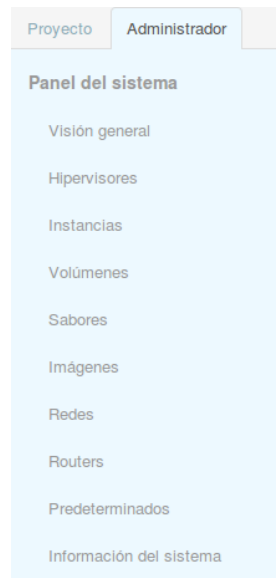 Proyecto Administrador
Panel del sistema
Visión general
Hipervisores
Instancias
Volúmenes
Sabores
Imágenes
Redes
Routers
Predeterminados
Información del sistema